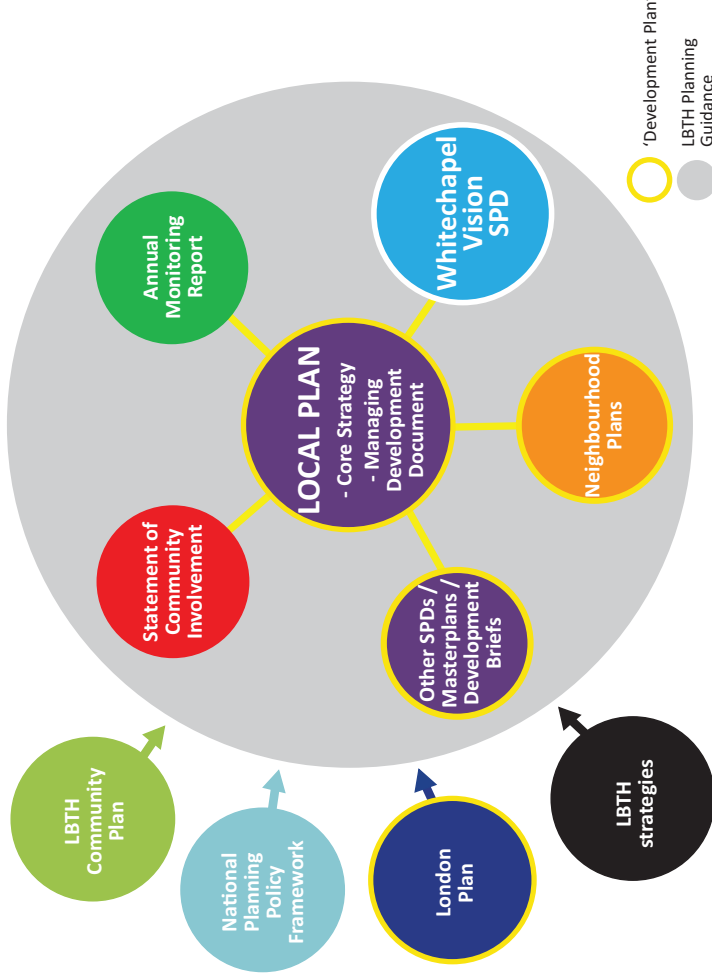 LBTH
Community
Plan
National
Planning
Policy
Framework
London
Plan
LBTH
strategies
Statement of
Community
Involvement
Annual
Monitoring
Report
LOCAL PLAN
- Core Strategy
- Managing
Development
Document
Whitechapel
Vision
SPD
Other SPDs /
Masterplans /
Development
Briefs
Neighbourhood
Plans
'Development Plan
LBTH Planning
Guidance